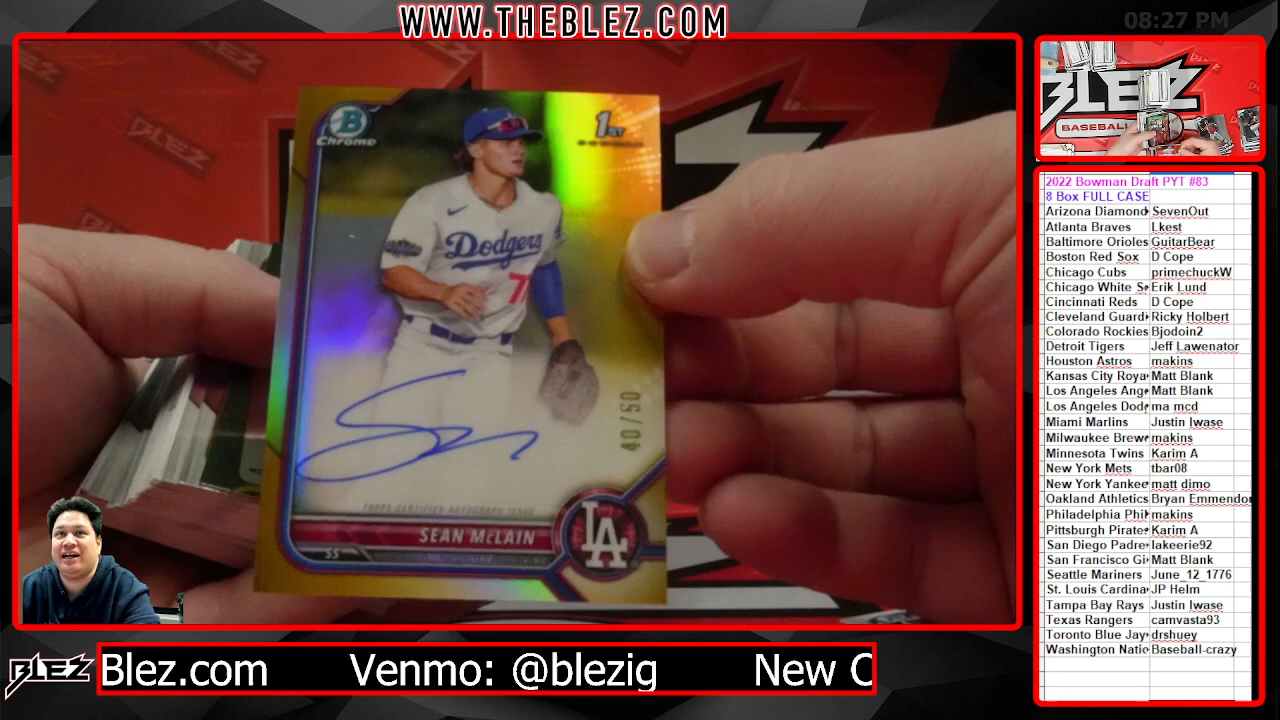 WWW.THEBLEZ.COM
08:27 PM
BLEZ
BASEBALL
B
Chrome
1ST
Dodgers
7
40/50
TOPPS CERTIFIED AUTOGRAPH ISSUE
SEAN McLAIN
SS
LA
2022 Bowman Draft PYT #83
8 Box FULL CASE
Arizona Diamond SevenOut
Atlanta Braves Lkest
Baltimore Orioles GuitarBear
Boston Red Sox D Cope
Chicago Cubs primechuckW
Chicago White S Erik Lund
Cincinnati Reds D Cope
Cleveland Guard Ricky Holbert
Colorado Rockies Bjodoin2
Detroit Tigers Jeff Lawenator
Houston Astros makins
Kansas City Roya Matt Blank
Los Angeles Ang Matt Blank
Los Angeles Dod ma mcd
Miami Marlins Justin Iwase
Milwaukee Brew makins
Minnesota Twins Karim A
New York Mets tbar08
New York Yankee matt dimo
Oakland Athletics Bryan Emmendor
Philadelphia Phi makins
Pittsburgh Pirate Karim A
San Diego Padre lakeerie92
San Francisco Gi Matt Blank
Seattle Mariners June_12_1776
St. Louis Cardina JP Helm
Tampa Bay Rays Justin Iwase
Texas Rangers camvasta93
Toronto Blue Jay drshuey
Washington Natio Baseball-crazy
BLEZ Blez.com Venmo: @blezig New C